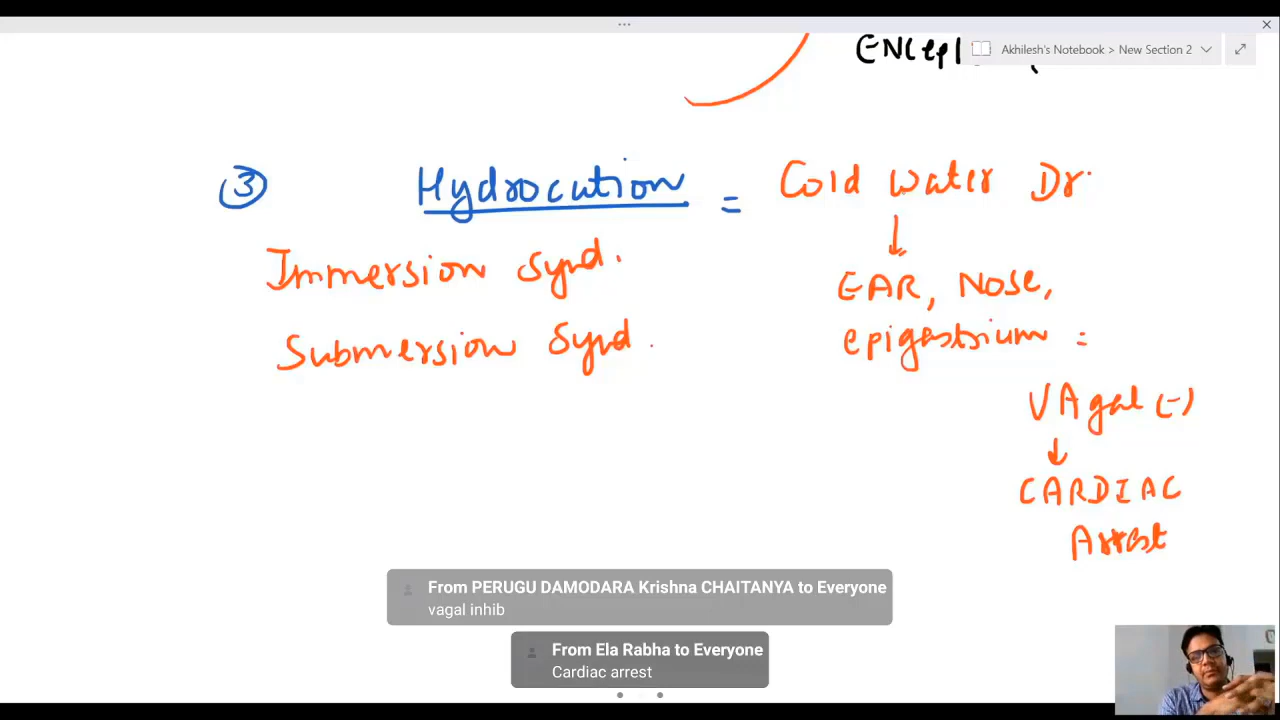 Akhilesh's Notebook > New Section 2
③ Hydrocution = Cold water Dr.
Immersion Synd.
Submersion Synd.
↓
EAR, Nose,
epigastrium =
VAgal (-)
↓
CARDIAC
Arrest
From PERUGU DAMODARA Krishna CHAITANYA to Everyone
vagal inhib
From Ela Rabha to Everyone
Cardiac arrest